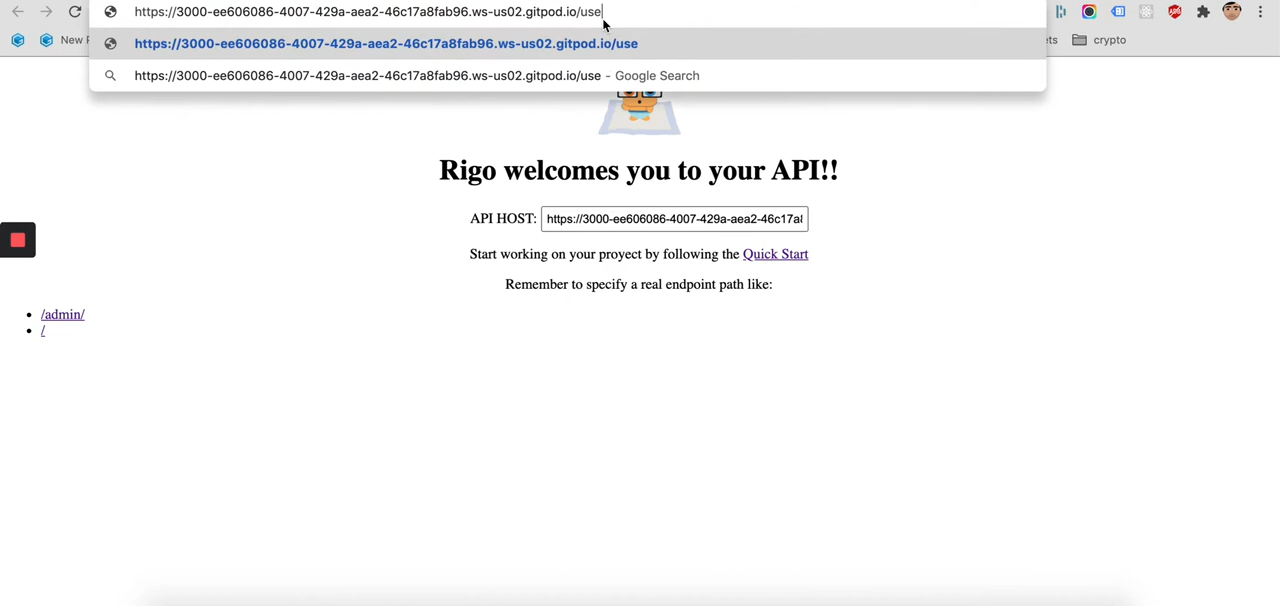 https://3000-ee606086-4007-429a-aea2-46c17a8fab96.ws-us02.gitpod.io/use
https://3000-ee606086-4007-429a-aea2-46c17a8fab96.ws-us02.gitpod.io/use
New
ts
crypto
https://3000-ee606086-4007-429a-aea2-46c17a8fab96.ws-us02.gitpod.io/use - Google Search
Rigo welcomes you to your API!!
API HOST: https://3000-ee606086-4007-429a-aea2-46c17a8
Start working on your proyect by following the Quick Start
Remember to specify a real endpoint path like:
• /admin/
• /